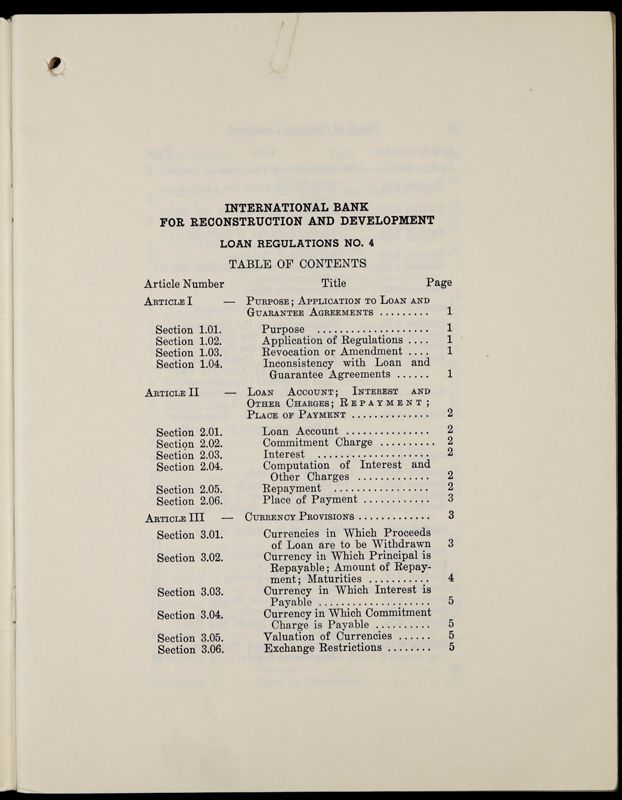 INTERNATIONAL BANK
FOR RECONSTRUCTION AND DEVELOPMENT
LOAN REGULATIONS NO. 4
TABLE OF CONTENTS
Article Number Title Page
ARTICLE I — PURPOSE; APPLICATION TO LOAN AND
GUARANTEE AGREEMENTS ......... 1
Section 1.01. Purpose .................... 1
Section 1.02. Application of Regulations .... 1
Section 1.03. Revocation or Amendment .... 1
Section 1.04. Inconsistency with Loan and
Guarantee Agreements ...... 1
ARTICLE II — LOAN ACCOUNT; INTEREST AND
OTHER CHARGES; REPAYMENT;
PLACE OF PAYMENT .............. 2
Section 2.01. Loan Account ............... 2
Section 2.02. Commitment Charge .......... 2
Section 2.03. Interest .................... 2
Section 2.04. Computation of Interest and
Other Charges ............. 2
Section 2.05. Repayment ................. 2
Section 2.06. Place of Payment ............ 3
ARTICLE III — CURRENCY PROVISIONS ............. 3
Section 3.01. Currencies in Which Proceeds
of Loan are to be Withdrawn 3
Section 3.02. Currency in Which Principal is
Repayable; Amount of Repay-
ment; Maturities ........... 4
Section 3.03. Currency in Which Interest is
Payable .................... 5
Section 3.04. Currency in Which Commitment
Charge is Payable .......... 5
Section 3.05. Valuation of Currencies ...... 5
Section 3.06. Exchange Restrictions ........ 5